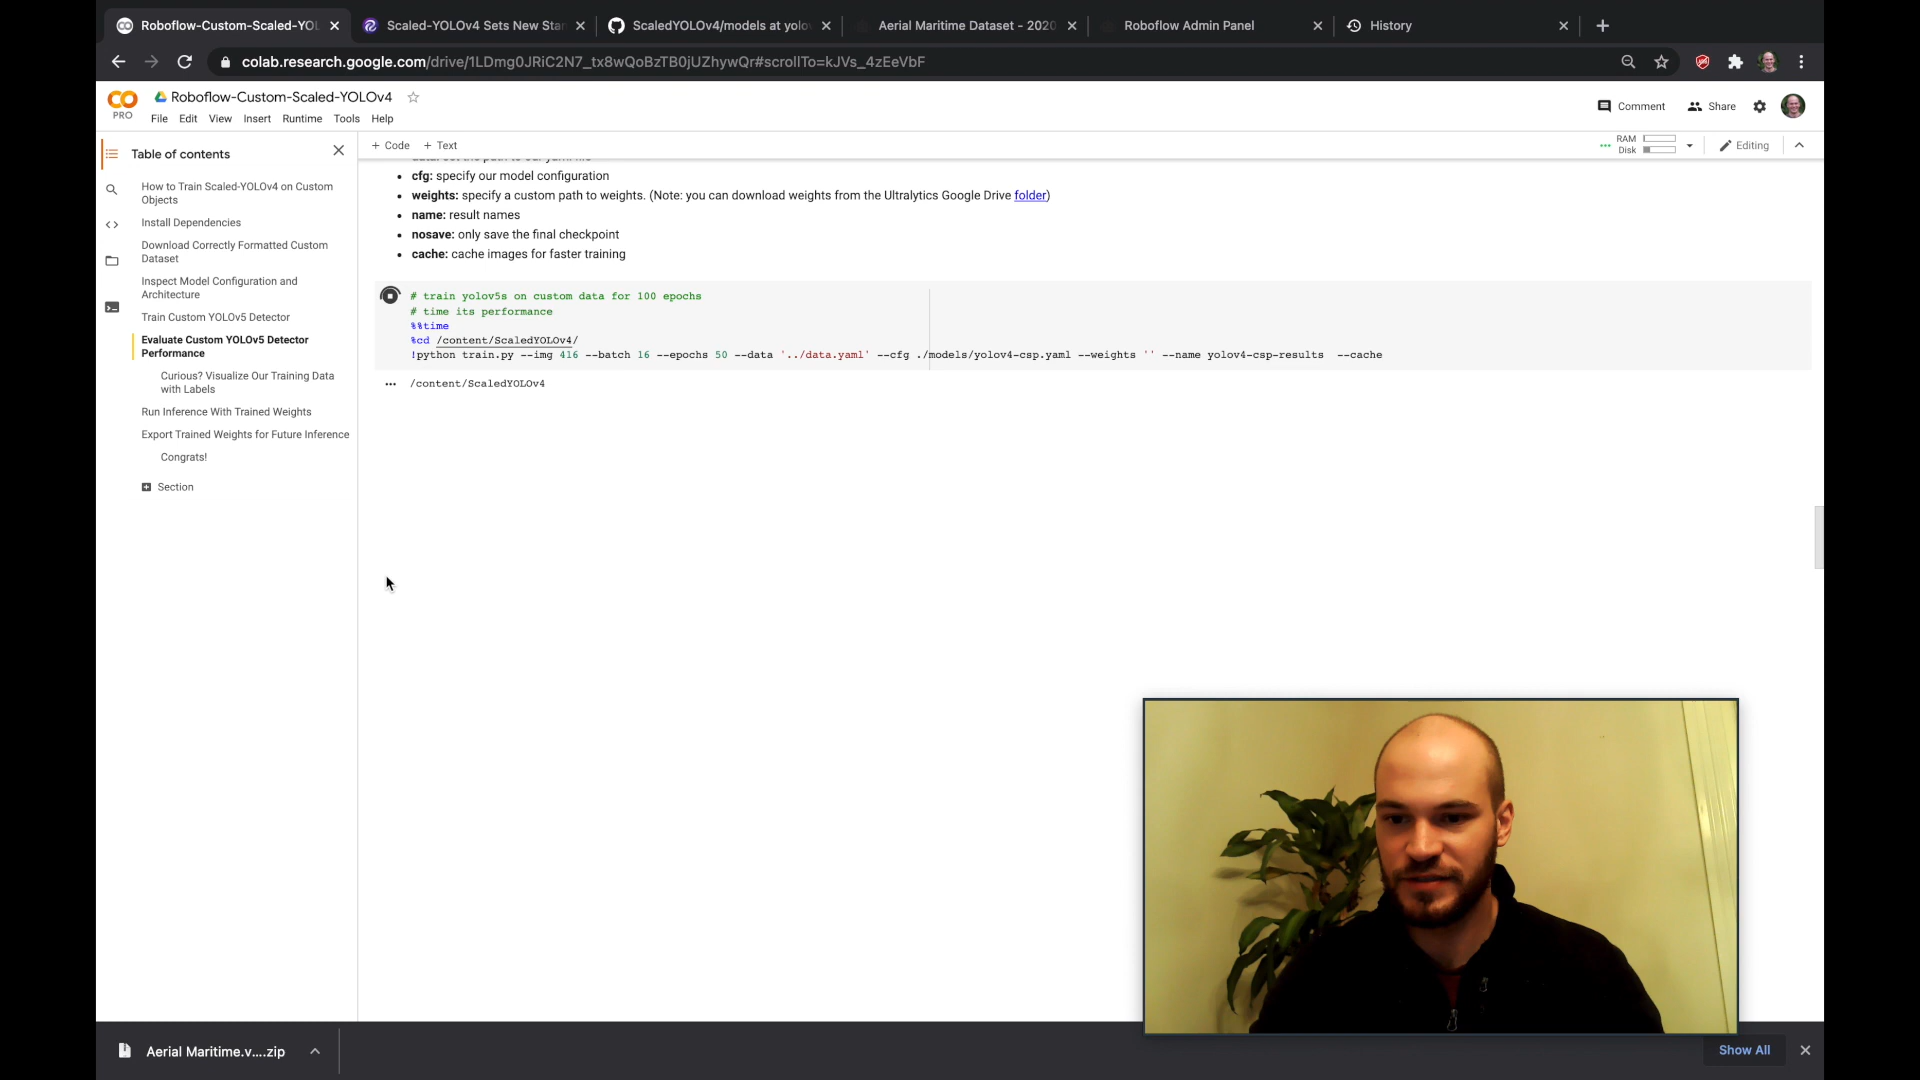 Roboflow-Custom-Scaled-YOL
Scaled-YOLOv4 Sets New Star
ScaledYOLOv4/models at yolo
Aerial Maritime Dataset - 2020
Roboflow Admin Panel
History
colab.research.google.com/drive/1LDmg0JRiC2N7_tx8wQoBzTB0jUZhywQr#scrollTo=kJVs_4zEeVbF
PRO
Roboflow-Custom-Scaled-YOLOv4
File Edit View Insert Runtime Tools Help
Comment
Share
Table of contents
+ Code + Text
RAM
Disk
Editing
How to Train Scaled-YOLOv4 on Custom
Objects
Install Dependencies
Download Correctly Formatted Custom
Dataset
Inspect Model Configuration and
Architecture
Train Custom YOLOv5 Detector
Evaluate Custom YOLOv5 Detector
Performance
Curious? Visualize Our Training Data
with Labels
Run Inference With Trained Weights
Export Trained Weights for Future Inference
Congrats!
Section
cfg: specify our model configuration
weights: specify a custom path to weights. (Note: you can download weights from the Ultralytics Google Drive folder)
name: result names
nosave: only save the final checkpoint
cache: cache images for faster training
# train yolov5s on custom data for 100 epochs
# time its performance
%%time
%cd /content/ScaledYOLOv4/
!python train.py --img 416 --batch 16 --epochs 50 --data '../data.yaml' --cfg ./models/yolov4-csp.yaml --weights '' --name yolov4-csp-results --cache
/content/ScaledYOLOv4
Aerial Maritime.v....zip
Show All